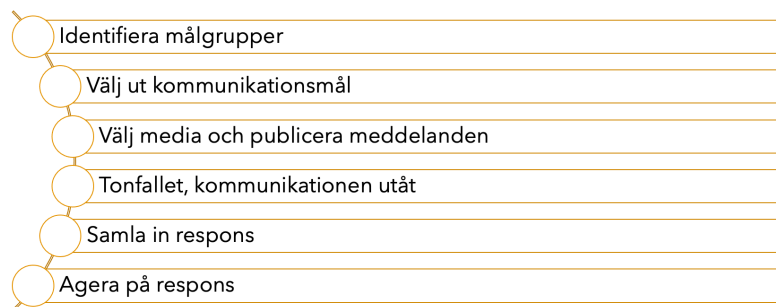 Identifiera målgrupper
Välj ut kommunikationsmål
Välj media och publicera meddelanden
Tonfallet, kommunikationen utåt
Samla in respons
Agera på respons